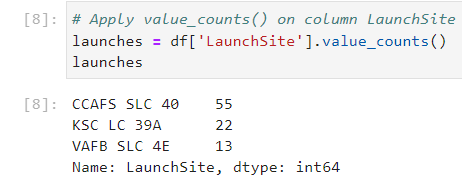 [8]: # Apply value_counts() on column LaunchSite
launches = df['LaunchSite'].value_counts()
launches
[8]: CCAFS SLC 40    55
KSC LC 39A      22
VAFB SLC 4E     13
Name: LaunchSite, dtype: int64